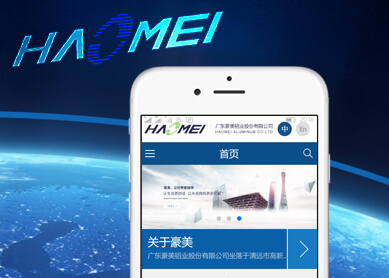 HAOMEI
HAOMEI
广东豪美铝业股份有限公司
HAOMEI ALUMINUM CO.,LTD
中
En
首页
关于豪美
广东豪美铝业股份有限公司坐落于清远市高新..